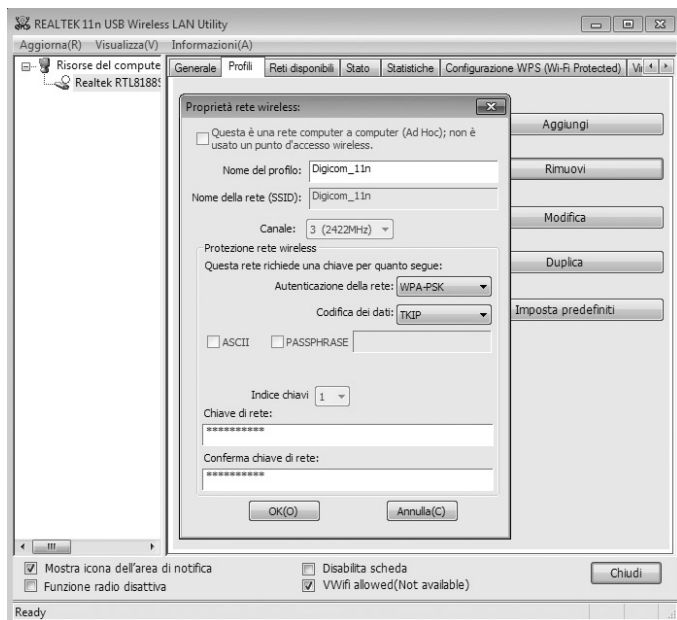 REALTEK 11n USB Wireless LAN Utility
Aggiorna(R) Visualizza(V) Informazioni(A)
Risorse del compute
Realtek RTL8188
Generale Profili Reti disponibili Stato Statistiche Configurazione WPS (Wi-Fi Protected)
Proprietà rete wireless:
Questa è una rete computer a computer (Ad Hoc); non è
usato un punto d'accesso wireless.
Nome del profilo: Digicom_11n
Nome della rete (SSID): Digicom_11n
Canale: 3 (2422MHz)
Protezione rete wireless
Questa rete richiede una chiave per quanto segue:
Autenticazione della rete: WPA-PSK
Codifica dei dati: TKIP
ASCII PASSPHRASE
Indice chiavi 1
Chiave di rete:
**********
Conferma chiave di rete:
**********
OK(O) Annulla(C)
Aggiungi
Rimuovi
Modifica
Duplica
Imposta predefiniti
Mostra icona dell'area di notifica
Disabilita scheda
Funzione radio disattiva
VWifi allowed(Not available)
Chiudi
Ready